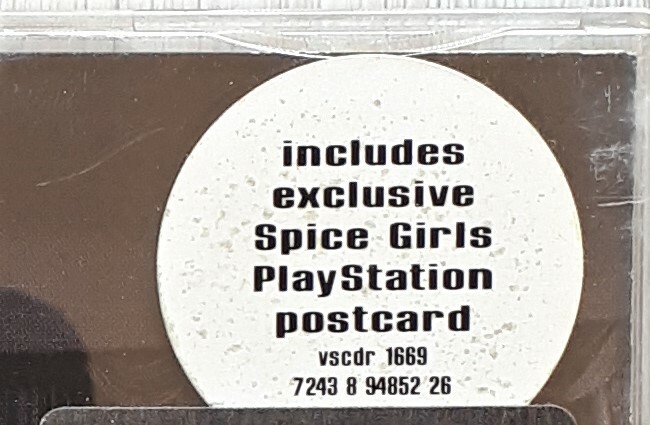 includes
exclusive
Spice Girls
PlayStation
postcard
vscdr 1669
7243 8 94852 26